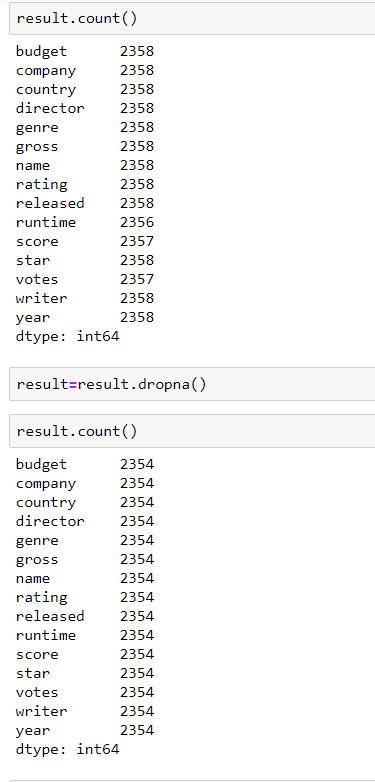 result.count()
budget 2358
company 2358
country 2358
director 2358
genre 2358
gross 2358
name 2358
rating 2358
released 2358
runtime 2356
score 2357
star 2358
votes 2357
writer 2358
year 2358
dtype: int64
result=result.dropna()
result.count()
budget 2354
company 2354
country 2354
director 2354
genre 2354
gross 2354
name 2354
rating 2354
released 2354
runtime 2354
score 2354
star 2354
votes 2354
writer 2354
year 2354
dtype: int64